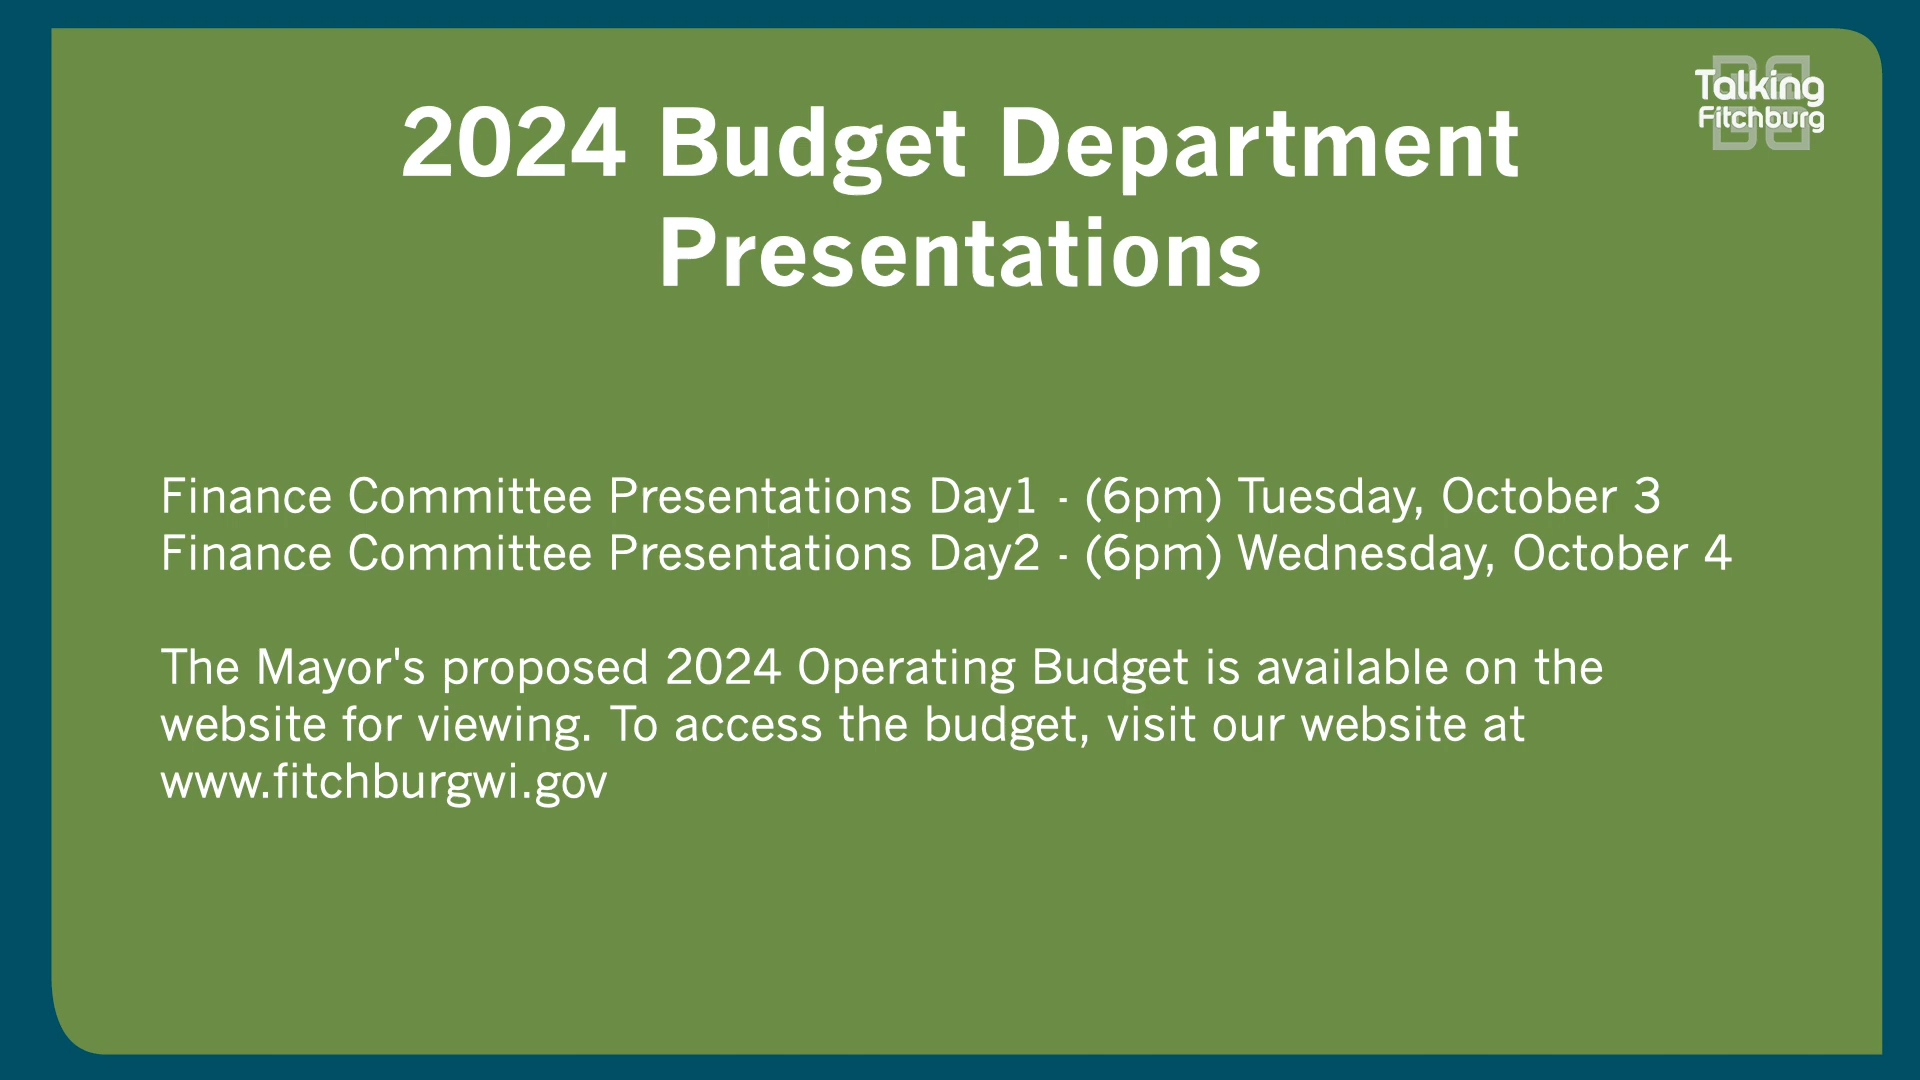 Talking
Fitchburg
2024 Budget Department
Presentations
Finance Committee Presentations Day1 - (6pm) Tuesday, October 3
Finance Committee Presentations Day2 - (6pm) Wednesday, October 4
The Mayor's proposed 2024 Operating Budget is available on the
website for viewing. To access the budget, visit our website at
www.fitchburgwi.gov